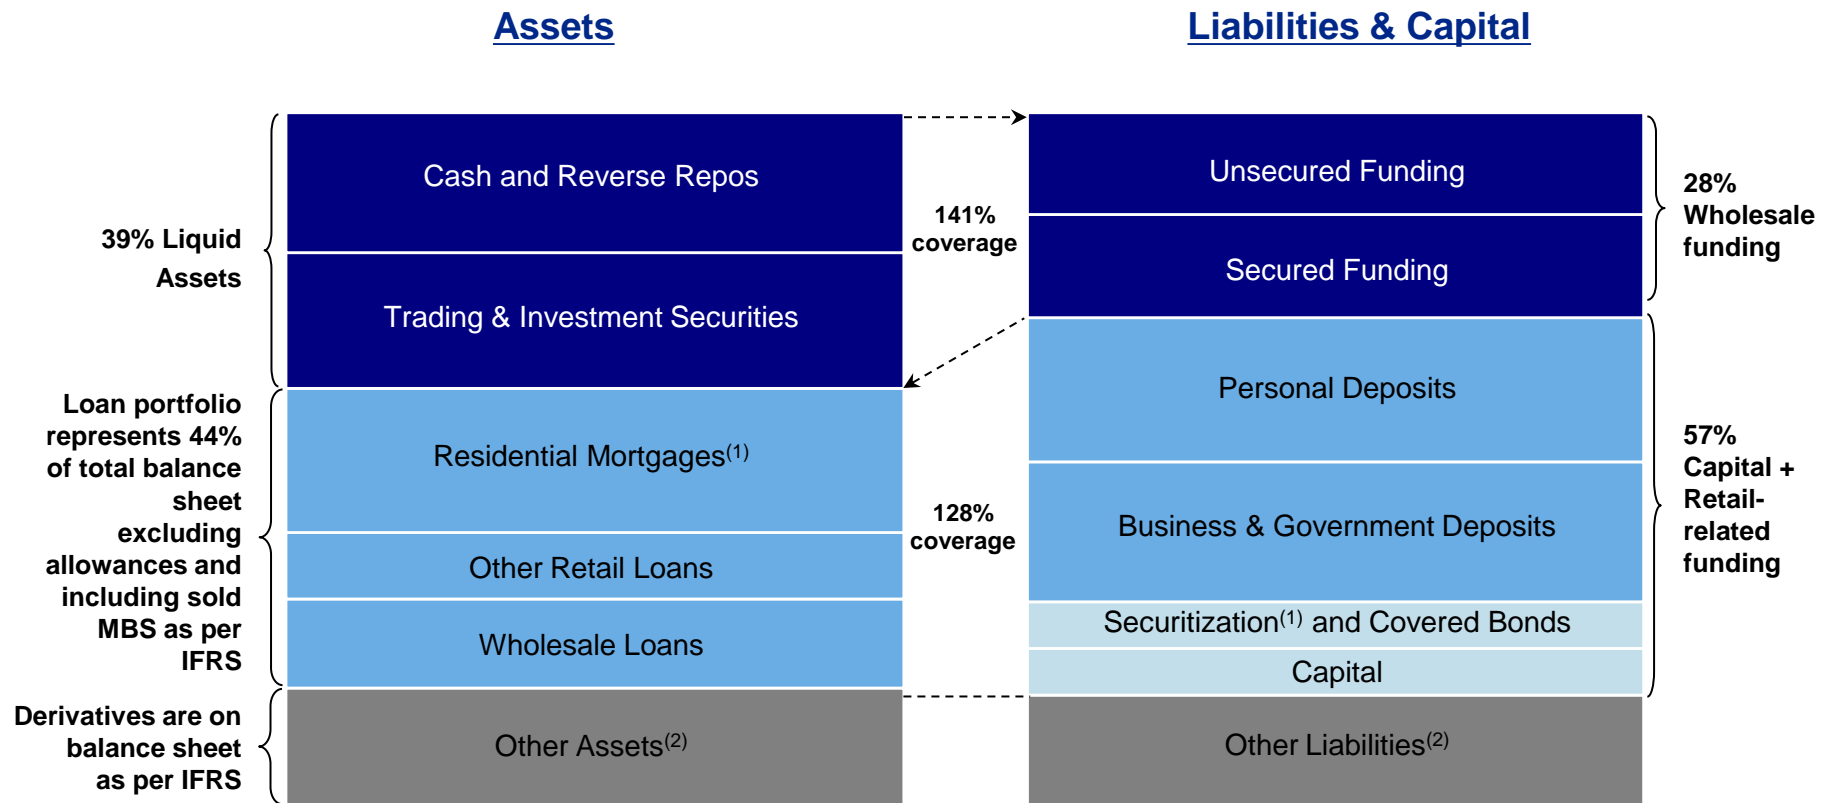 Assets
Liabilities & Capital
39% Liquid
Assets
Loan portfolio
represents 44%
of total balance
sheet
excluding
allowances and
including sold
MBS as per
IFRS
Derivatives are on
balance sheet
as per IFRS
Cash and Reverse Repos
Trading & Investment Securities
Residential Mortgages(1)
Other Retail Loans
Wholesale Loans
Other Assets(2)
141%
coverage
128%
coverage
Unsecured Funding
Secured Funding
Personal Deposits
Business & Government Deposits
Securitization(1) and Covered Bonds
Capital
Other Liabilities(2)
28%
Wholesale
funding
57%
Capital +
Retail-
related
funding